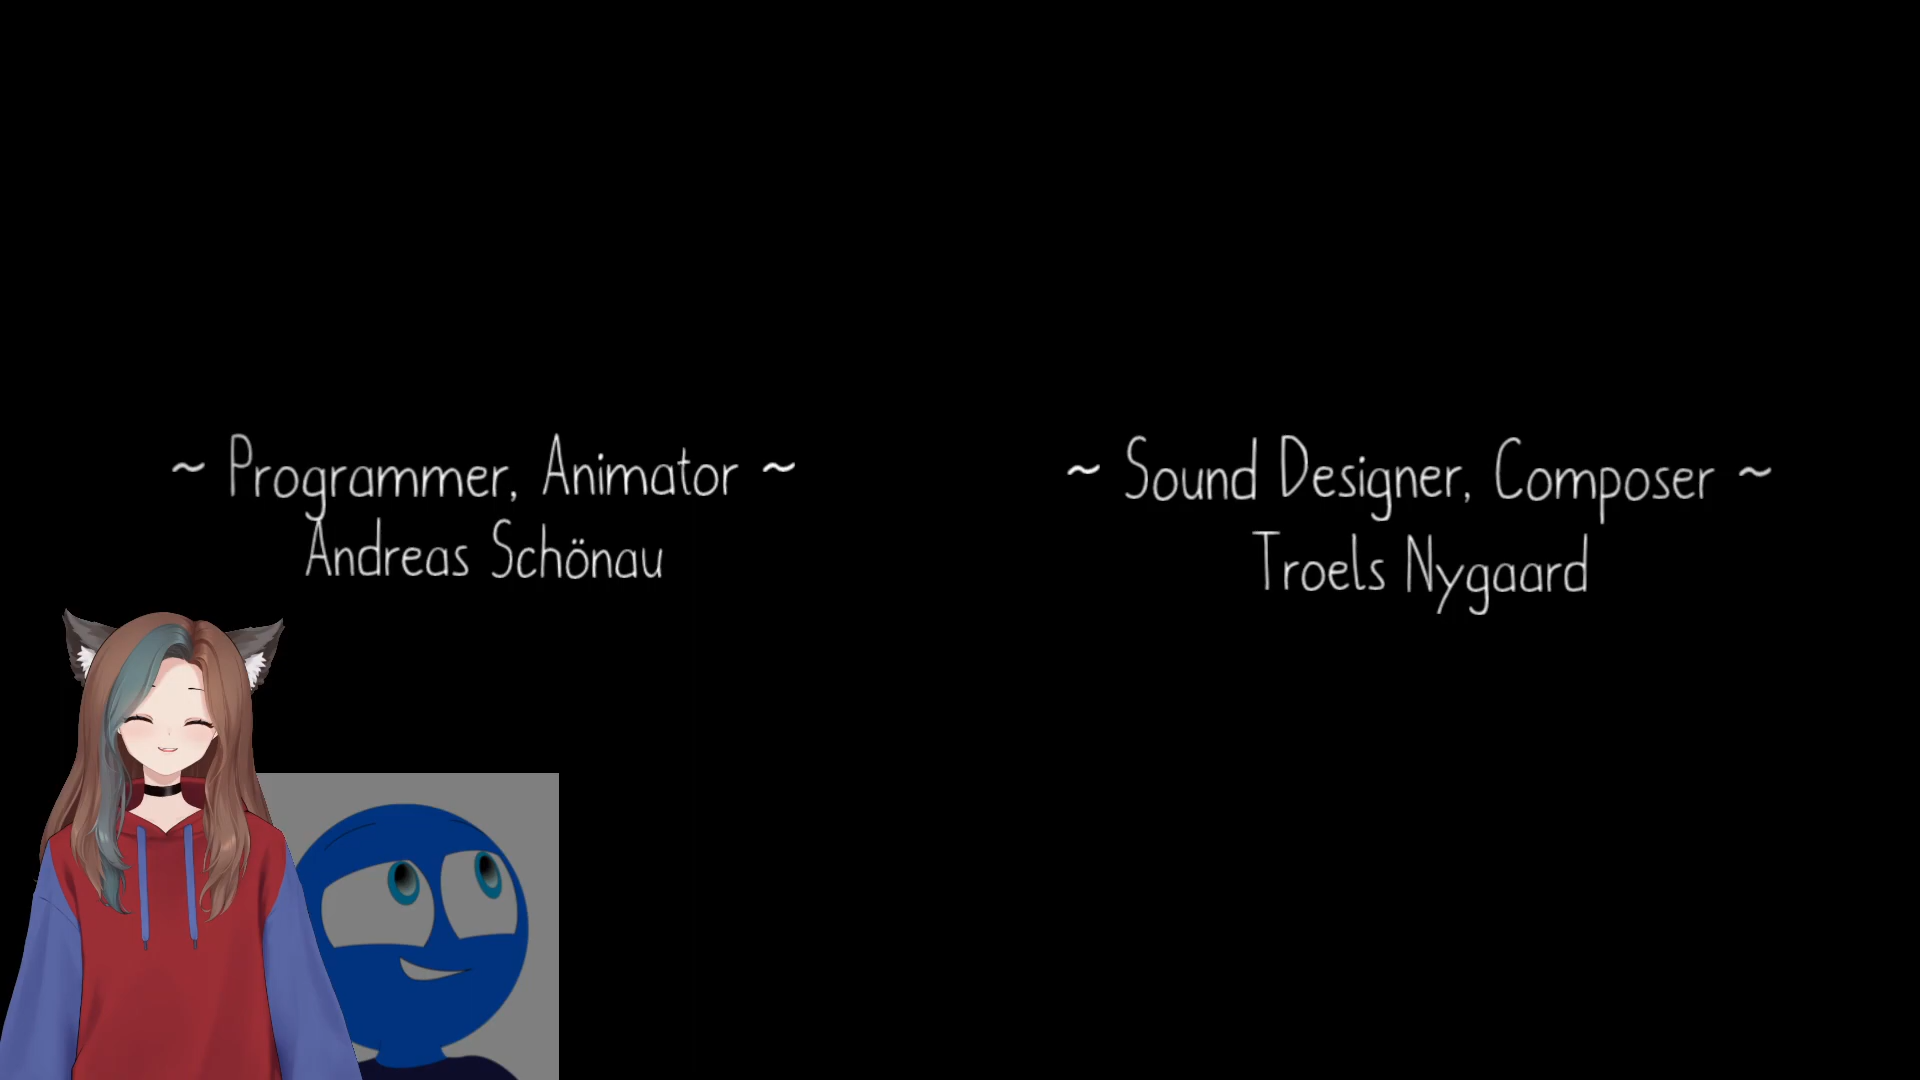 ~ Programmer, Animator ~
Andreas Schönau
~ Sound Designer, Composer ~
Troels Nygaard